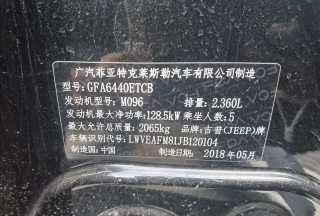 广汽菲亚特克莱斯勒汽车有限公司制造
型号:GFA6440ETCB
发动机型号:M096 排量:2.360L
发动机最大净功率:128.5kW 乘坐人数:5
最大允许总质量:2065kg 品名:吉普(JEEP)牌
车辆识别代号:LWVEAFM81JB120104
制造国:中国 制造日期:2018年05月